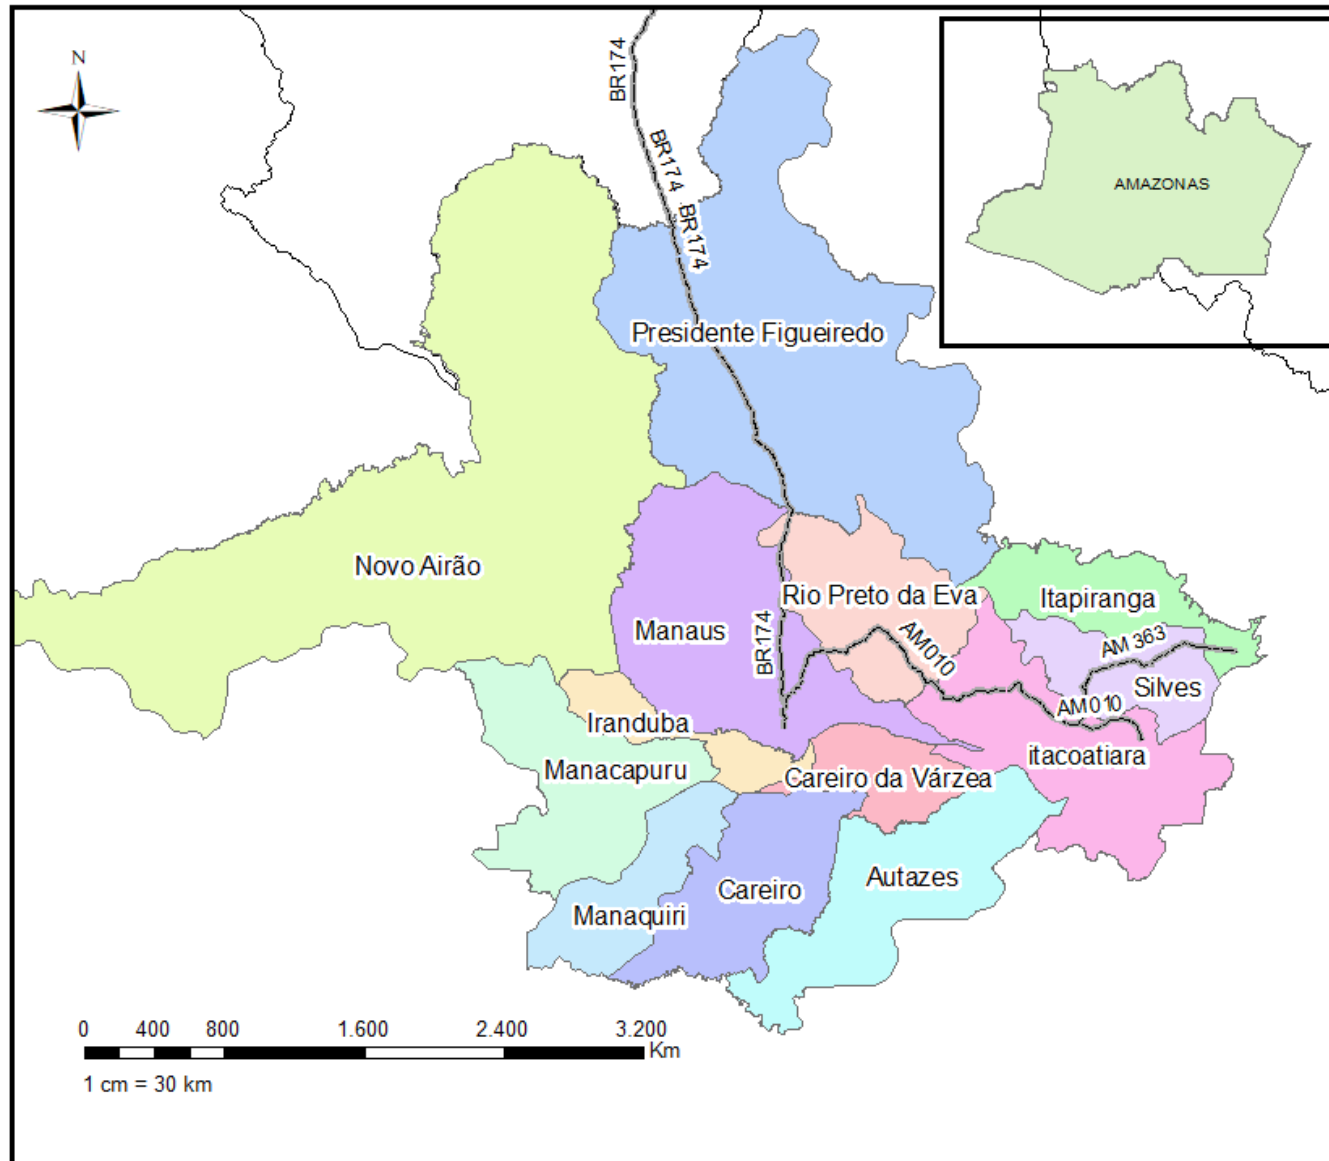 N
BR174
BR174
BR174
AMAZONAS
Presidente Figueiredo
Novo Airão
Rio Preto da Eva
Itapiranga
Manaus
BR174
AM010
AM 363
Silves
AM010
Iranduba
itacoatiara
Manacapuru
Careiro da Várzea
Autazes
Careiro
Manaquiri
0 400 800 1.600 2.400 3.200
Km
1 cm = 30 km